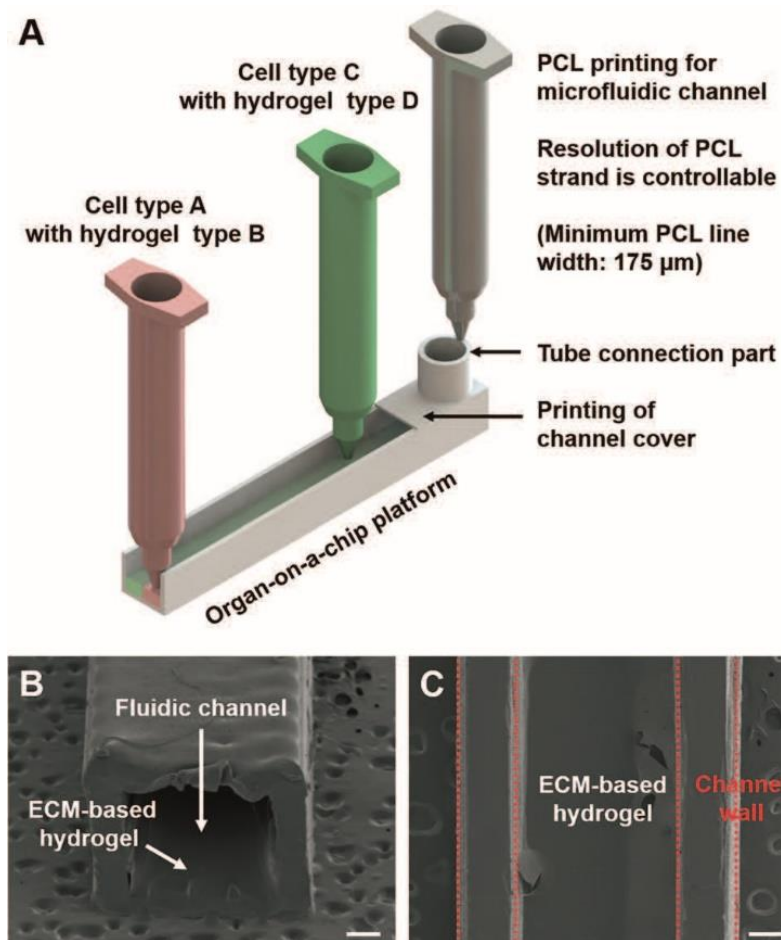 A
Cell type C
with hydrogel type D
Cell type A
with hydrogel type B
PCL printing for
microfluidic channel
Resolution of PCL
strand is controllable
(Minimum PCL line
width: 175 µm)
Tube connection part
Printing of
channel cover
Organ-on-a-chip platform
B
Fluidic channel
ECM-based
hydrogel
C
ECM-based
hydrogel
Channel
wall